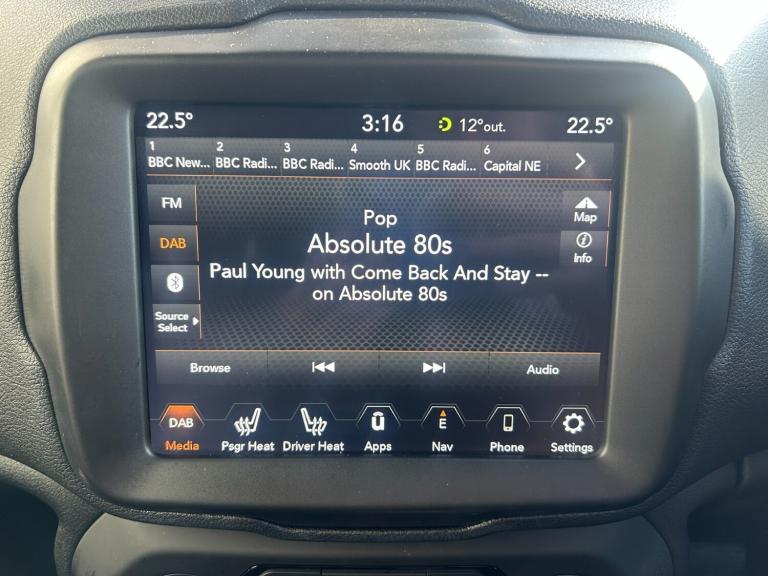 22.5° 3:16 12°out. 22.5°
1 2 3 4 5 6
BBC New... BBC Radi... BBC Radi... Smooth UK BBC Radi... Capital NE
FM
Map
Pop
DAB
Absolute 80s
Info
Paul Young with Come Back And Stay --
on Absolute 80s
Source
Select
Browse Audio
DAB E
Media Psgr Heat Driver Heat Apps Nav Phone Settings